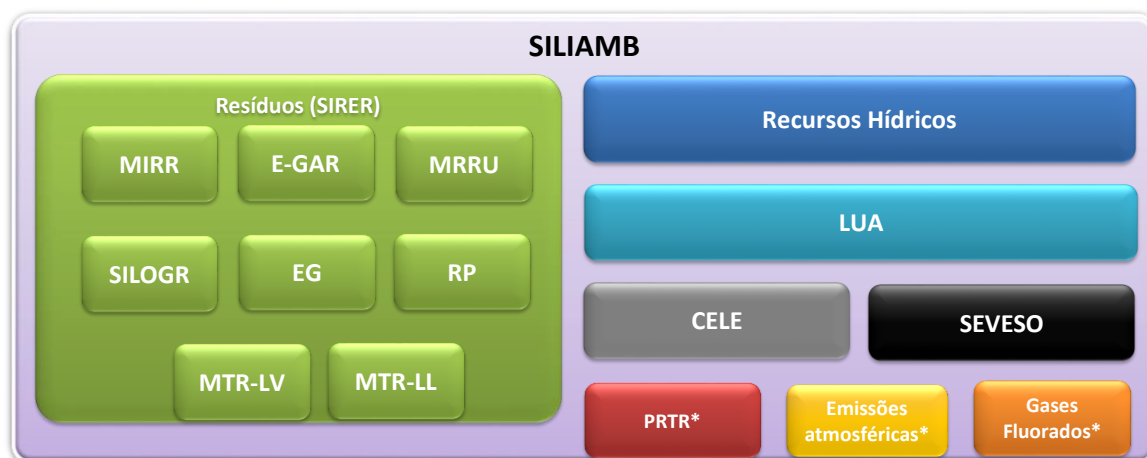 SILIAMB
Resíduos (SIRER)
MIRR
E-GAR
MRRU
SILOGR
EG
RP
MTR-LV
MTR-LL
Recursos Hídricos
LUA
CELE
SEVESO
PRTR*
Emissões
atmosféricas*
Gases
Fluorados*